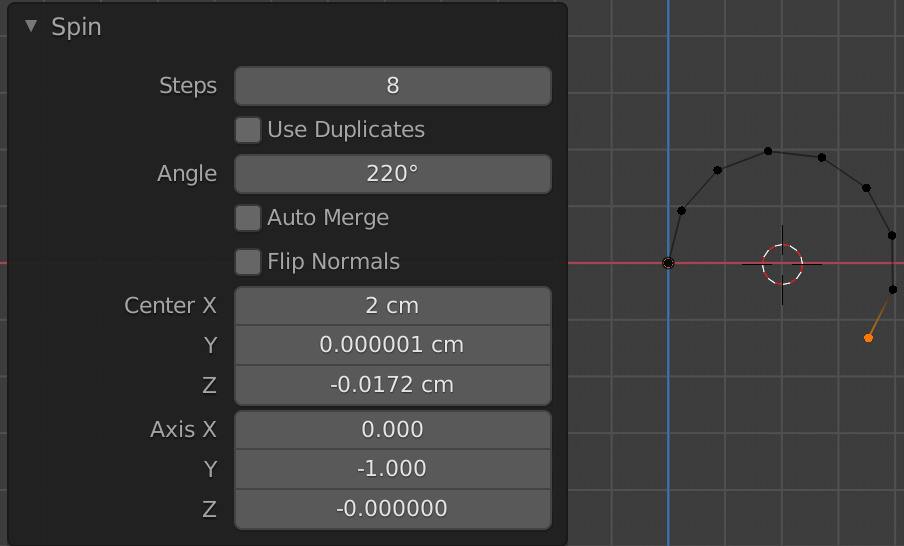 Spin
Steps 8
Use Duplicates
Angle 220°
Auto Merge
Flip Normals
Center X 2 cm
Y 0.000001 cm
Z -0.0172 cm
Axis X 0.000
Y -1.000
Z -0.000000